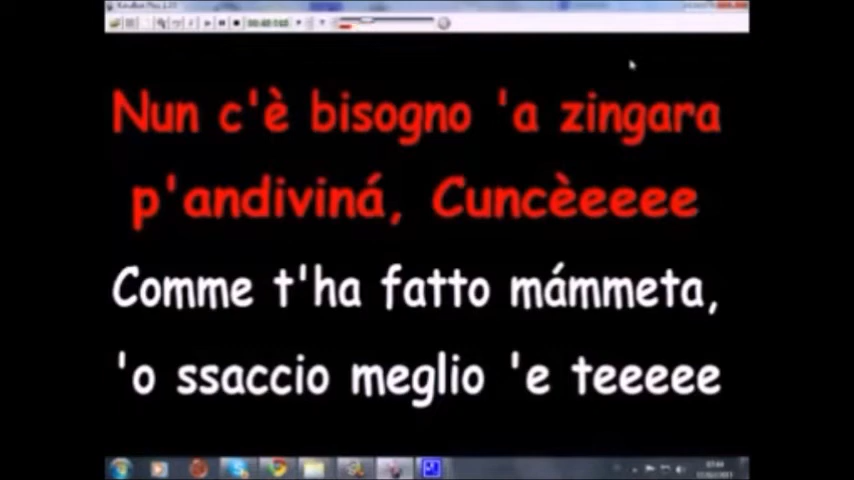 Nun c'è bisogno 'a zingara
p'andiviná, Cuncèeeee
Comme t'ha fatto mámmeta,
'o ssaccio meglio 'e teeeee